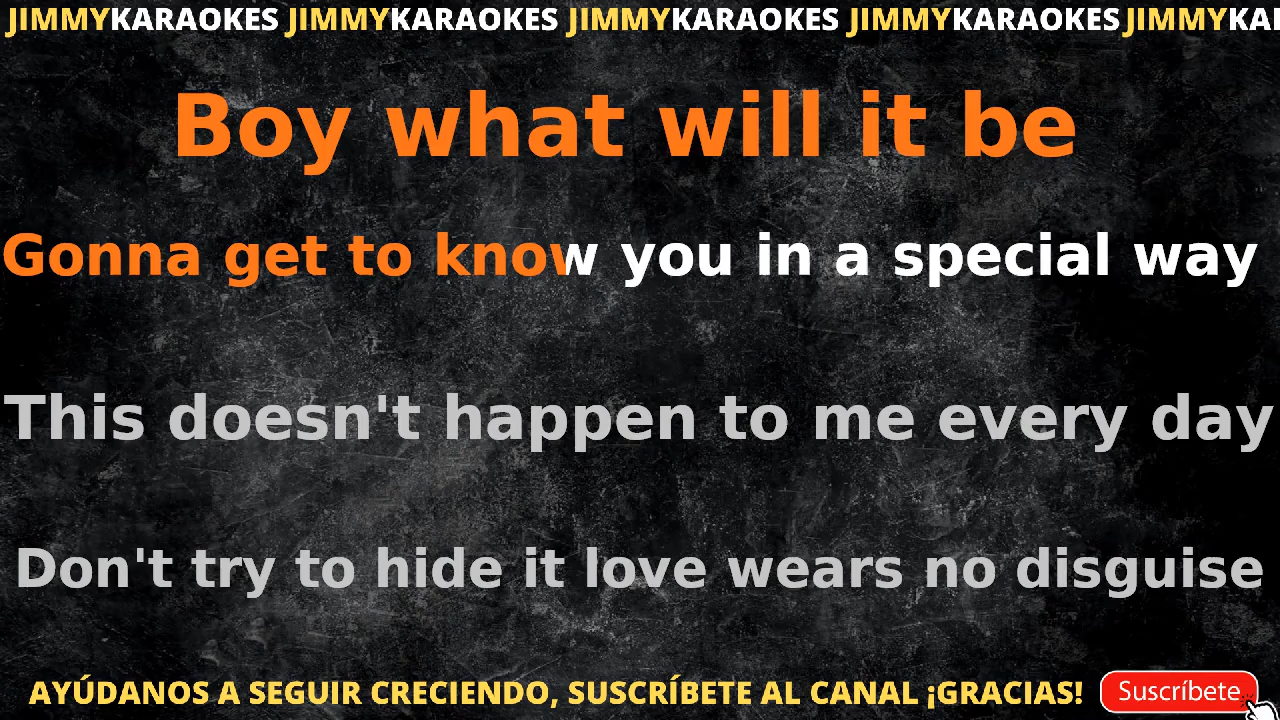 JIMMYKARAOKES JIMMYKARAOKES JIMMYKARAOKES JIMMYKARAOKES JIMMYKA
Boy what will it be
Gonna get to know you in a special way
This doesn't happen to me every day
Don't try to hide it love wears no disguise
AYÚDANOS A SEGUIR CRECIENDO, SUSCRÍBETE AL CANAL ¡GRACIAS! Suscríbete